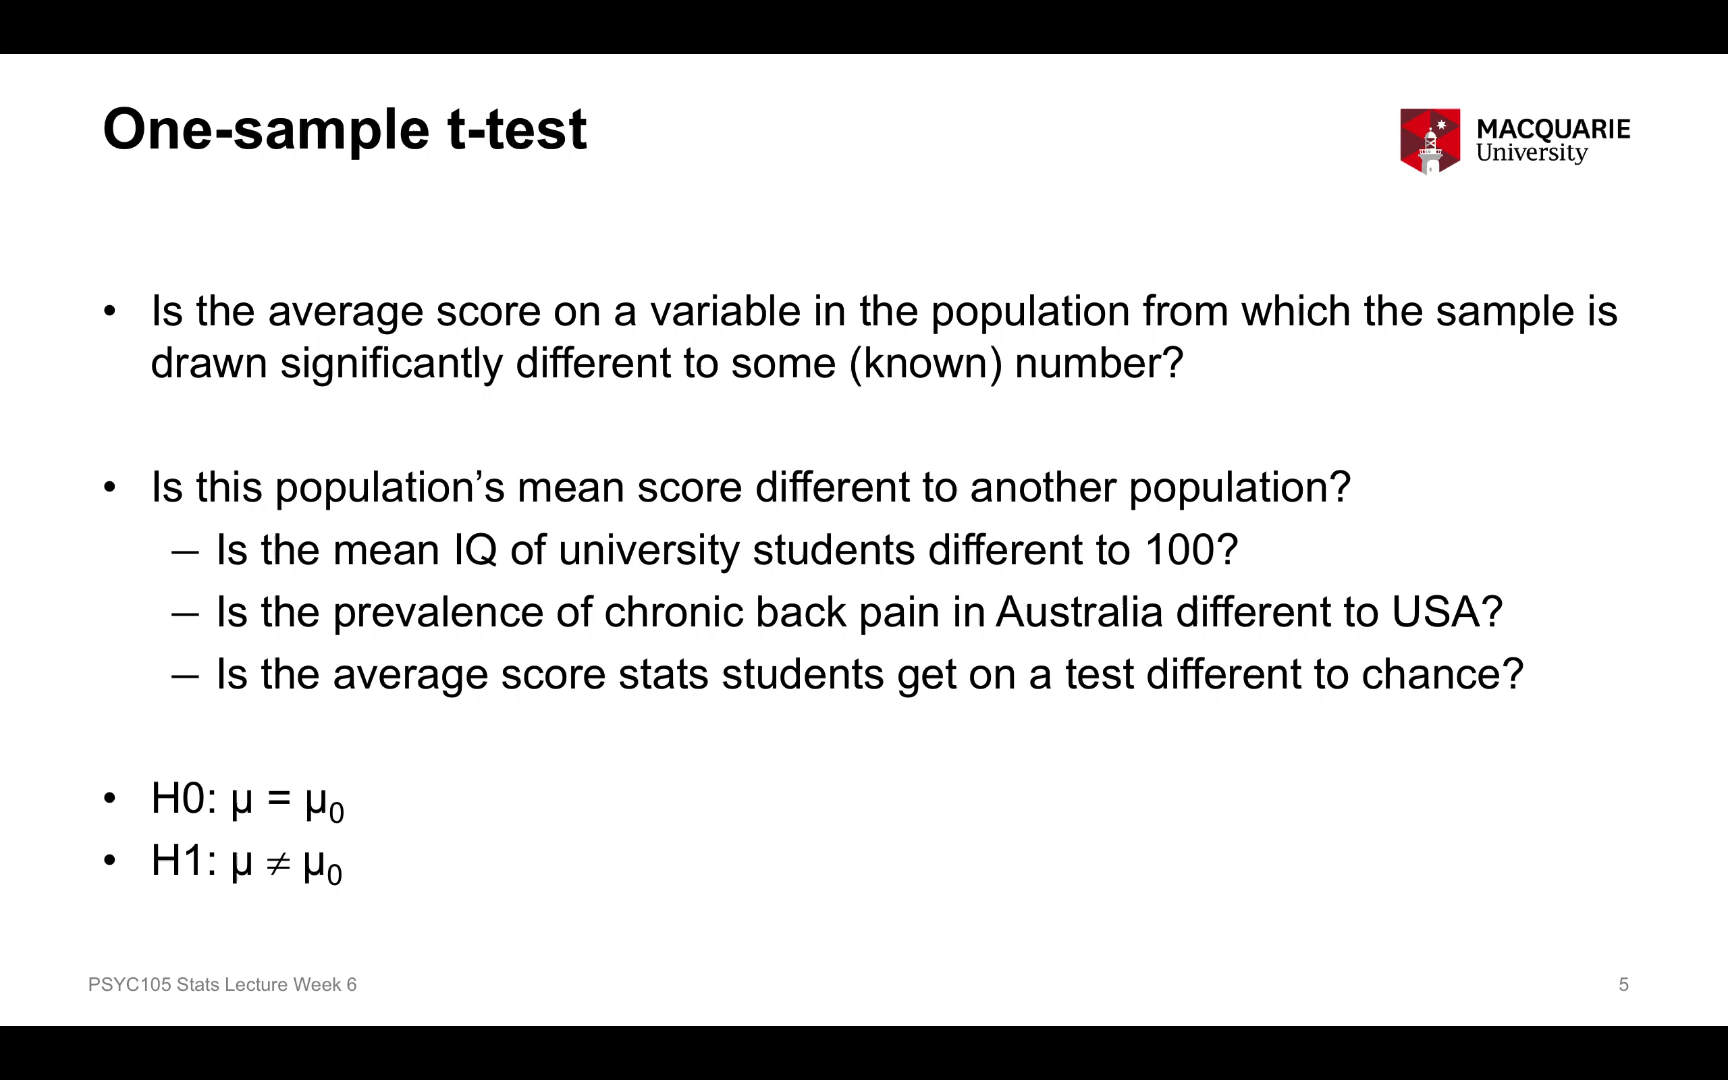 One-sample t-test
MACQUARIE
University
• Is the average score on a variable in the population from which the sample is
drawn significantly different to some (known) number?
• Is this population’s mean score different to another population?
– Is the mean IQ of university students different to 100?
– Is the prevalence of chronic back pain in Australia different to USA?
– Is the average score stats students get on a test different to chance?
• H0: μ = μ₀
• H1: μ ≠ μ₀
PSYC105 Stats Lecture Week 6
5